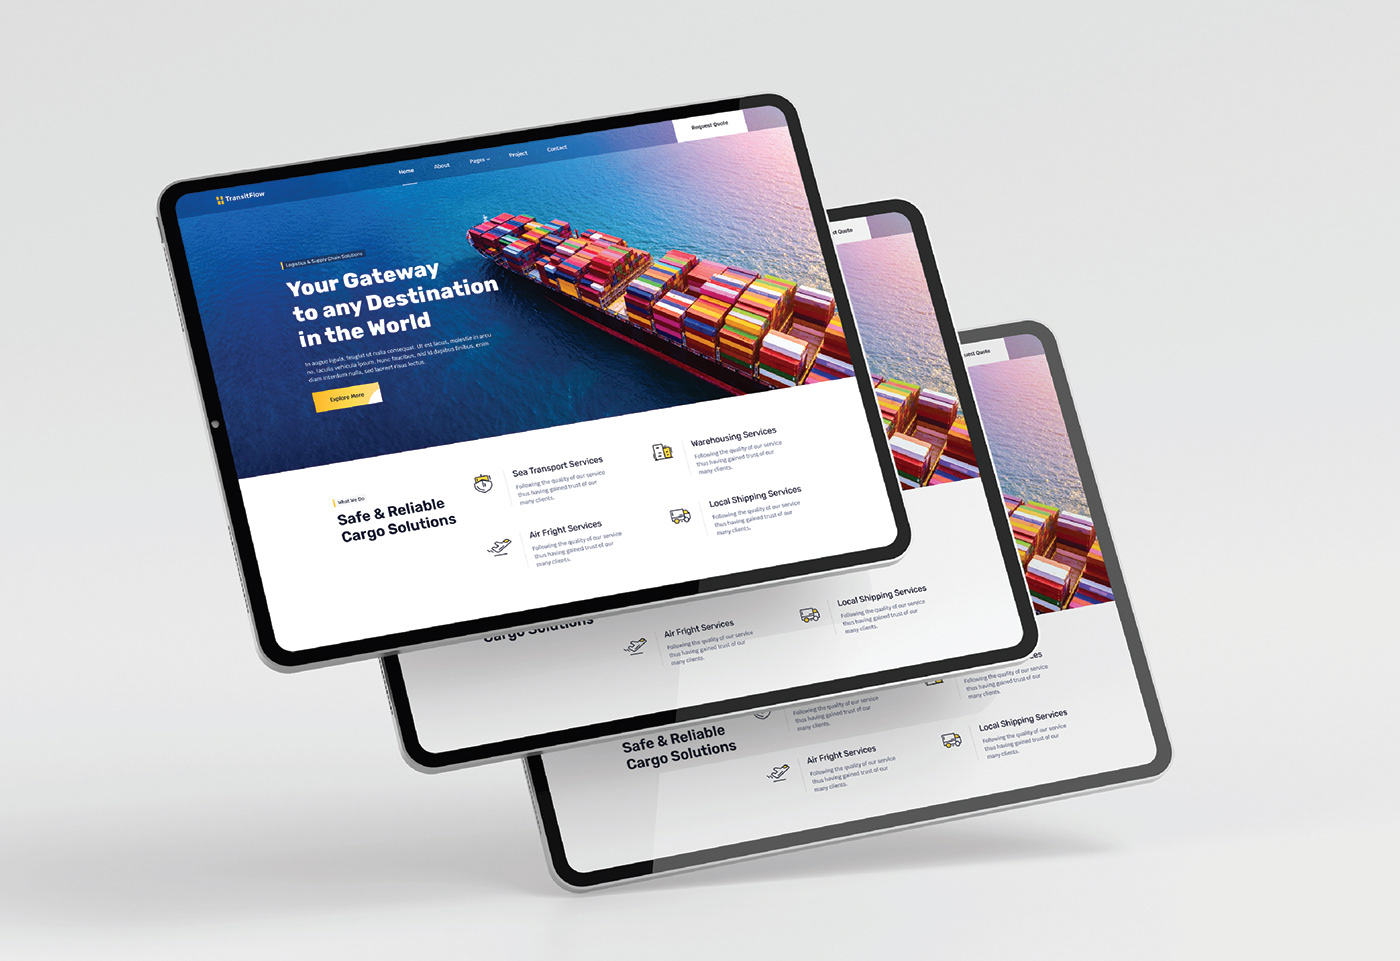 TransitFlow
Home
About
Pages
Project
Contact
Request Quote
Logistics & Supply Chain Solutions
Your Gateway
to any Destination
in the World
In augue ligula, feugiat ut nulla consequat. Ut est lacus, molestie in arcu
no, iaculis vehicula ipsum. Nunc faucibus, nisl id dapibus finibus, enim
diam interdum nulla, sed laoreet risus lectus.
Explore More
What We Do
Safe & Reliable
Cargo Solutions
Sea Transport Services
Following the quality of our service
thus having gained trust of our
many clients.
Warehousing Services
Following the quality of our service
thus having gained trust of our
many clients.
Air Fright Services
Following the quality of our service
thus having gained trust of our
many clients.
Local Shipping Services
Following the quality of our service
thus having gained trust of our
many clients.
st Quote
Cargo Solutions
Air Fright Services
Following the quality of our service
thus having gained trust of our
many clients.
Local Shipping Services
Following the quality of our service
thus having gained trust of our
many clients.
uest Quote
Safe & Reliable
Cargo Solutions
Following the quality of our service
thus having gained trust of our
many clients.
ces
Following the quality of our service
thus having gained trust of our
many clients.
Air Fright Services
Following the quality of our service
thus having gained trust of our
many clients.
Local Shipping Services
Following the quality of our service
thus having gained trust of our
many clients.